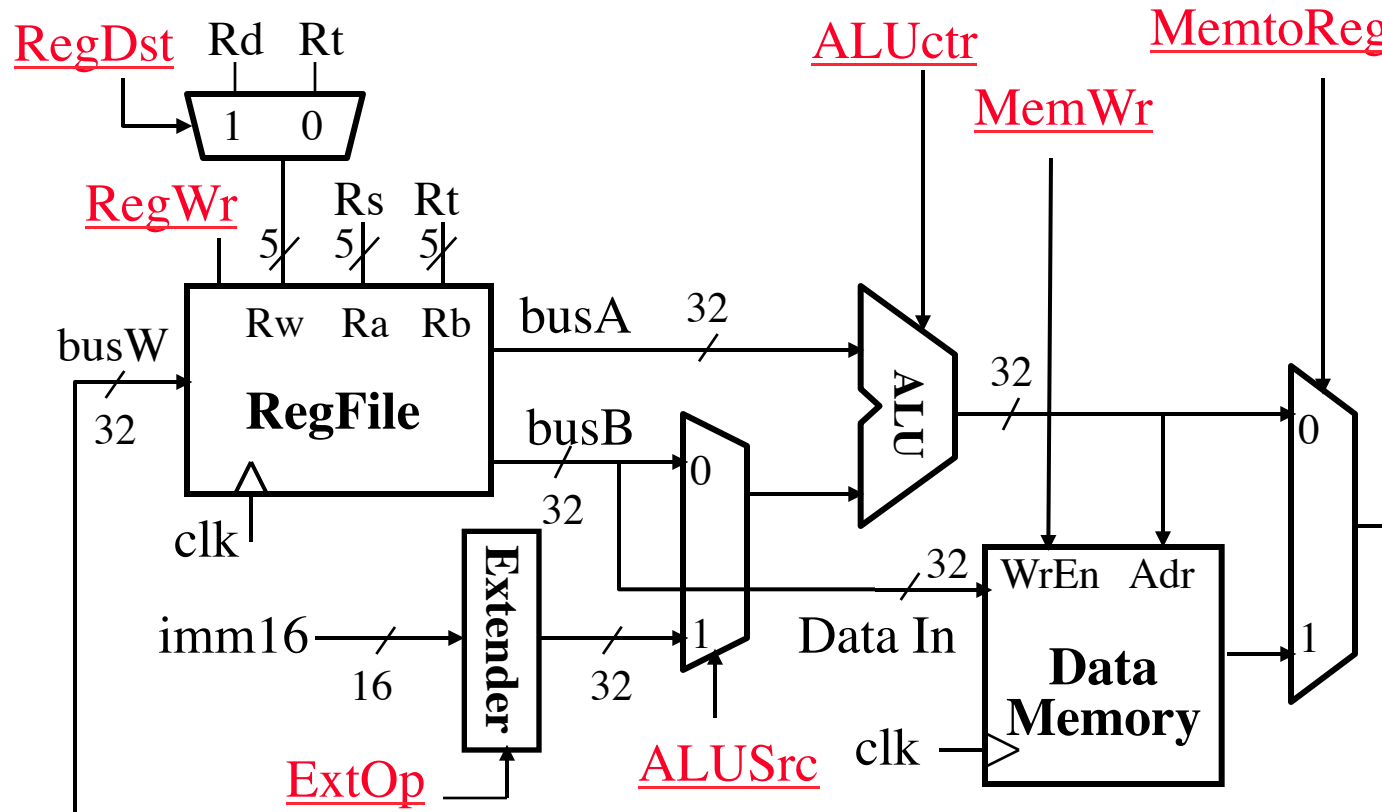 RegDst
Rd
Rt
1
0
ALUctr
MemtoReg
MemWr
RegWr
Rs
Rt
5
5
5
Rw
Ra
Rb
busW
32
RegFile
clk
busA
32
busB
32
0
1
ALU
32
0
1
imm16
16
Extender
32
ExtOp
ALUSrc
32
Data In
WrEn
Adr
Data
Memory
clk